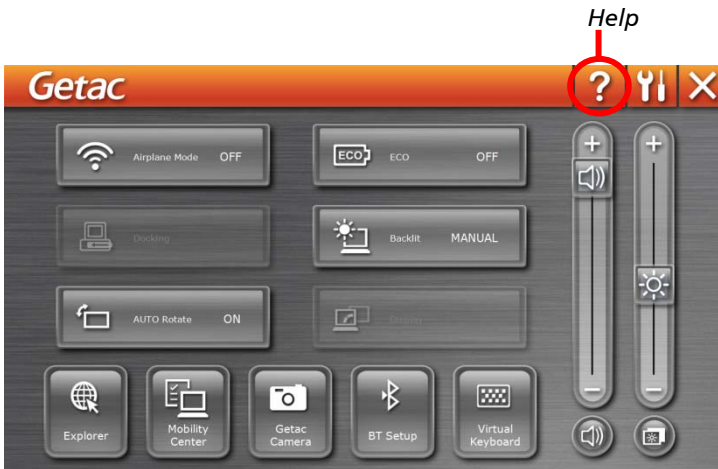 Help
Getac
?
Airplane Mode OFF
ECO ECO OFF
Docking
Backlit MANUAL
AUTO Rotate ON
Display
Explorer
Mobility
Center
Getac
Camera
BT Setup
Virtual
Keyboard